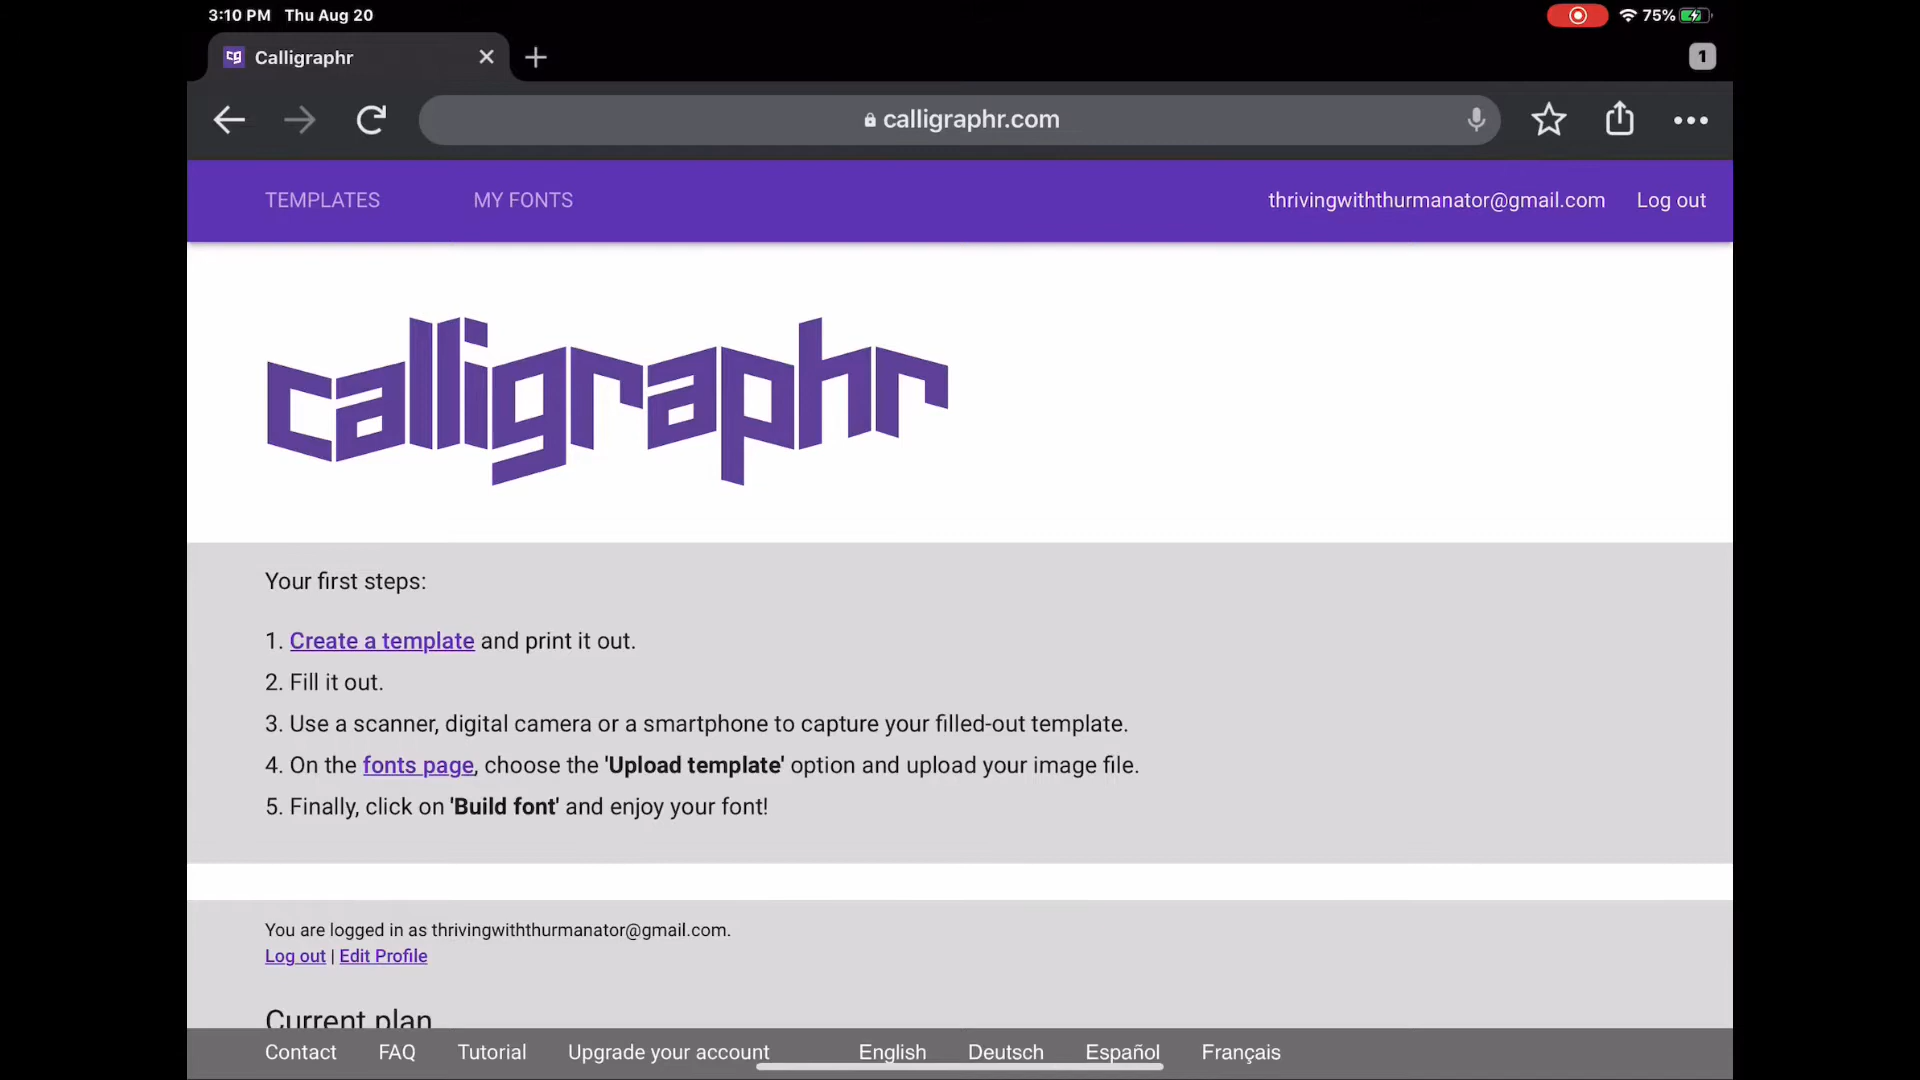 3:10 PM Thu Aug 20
75%
cg Calligraphr
1
calligraphr.com
TEMPLATES MY FONTS thrivingwiththurmanator@gmail.com Log out
calligraphr
Your first steps:
1. Create a template and print it out.
2. Fill it out.
3. Use a scanner, digital camera or a smartphone to capture your filled-out template.
4. On the fonts page, choose the 'Upload template' option and upload your image file.
5. Finally, click on 'Build font' and enjoy your font!
You are logged in as thrivingwiththurmanator@gmail.com.
Log out | Edit Profile
Current plan
Contact FAQ Tutorial Upgrade your account English Deutsch Español Français